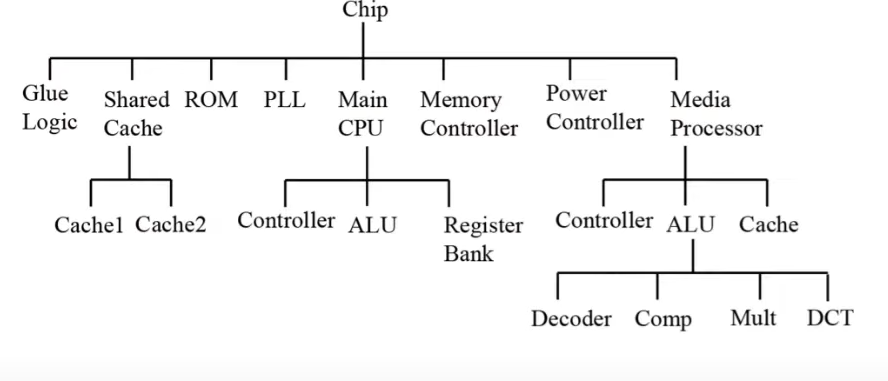 Chip
Glue Logic
Shared Cache
ROM
PLL
Main CPU
Memory Controller
Power Controller
Media Processor
Cache1
Cache2
Controller
ALU
Register Bank
Controller
ALU
Cache
Decoder
Comp
Mult
DCT